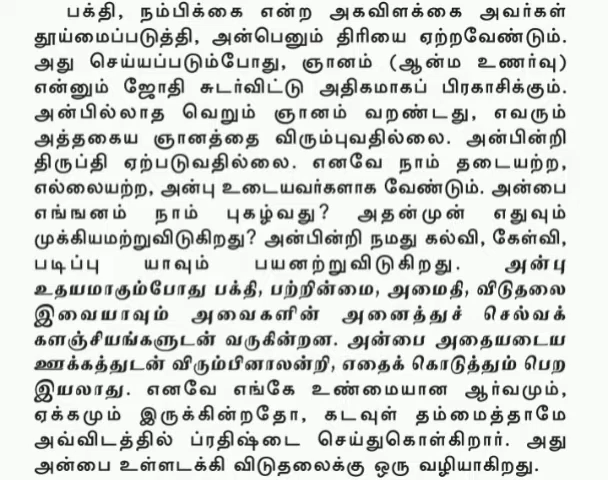 பக்தி, நம்பிக்கை என்ற அகவிளக்கை அவர்கள்
தூய்மைப்படுத்தி, அன்பெனும் திரியை ஏற்றவேண்டும்.
அது செய்யப்படும்போது, ஞானம் (ஆன்ம உணர்வு)
என்னும் ஜோதி சுடர்விட்டு அதிகமாகப் பிரகாசிக்கும்.
அன்பில்லாத வெறும் ஞானம் வறண்டது, எவரும்
அத்தகைய ஞானத்தை விரும்புவதில்லை. அன்பின்றி
திருப்தி ஏற்படுவதில்லை. எனவே நாம் தடையற்ற,
எல்லையற்ற, அன்பு உடையவர்களாக வேண்டும். அன்பை
எங்ஙனம் நாம் புகழ்வது? அதன்முன் எதுவும்
முக்கியமற்றுவிடுகிறது? அன்பின்றி நமது கல்வி, கேள்வி,
படிப்பு யாவும் பயனற்றுவிடுகிறது. அன்பு
உதயமாகும்போது பக்தி, பற்றின்மை, அமைதி, விடுதலை
இவையாவும் அவைகளின் அனைத்துச் செல்வக்
களஞ்சியங்களுடன் வருகின்றன. அன்பை அதையடைய
ஊக்கத்துடன் விரும்பினாலன்றி, எதைக் கொடுத்தும் பெற
இயலாது. எனவே எங்கே உண்மையான ஆர்வமும்,
ஏக்கமும் இருக்கின்றதோ, கடவுள் தம்மைத்தாமே
அவ்விடத்தில் ப்ரதிஷ்டை செய்துகொள்கிறார். அது
அன்பை உள்ளடக்கி விடுதலைக்கு ஒரு வழியாகிறது.